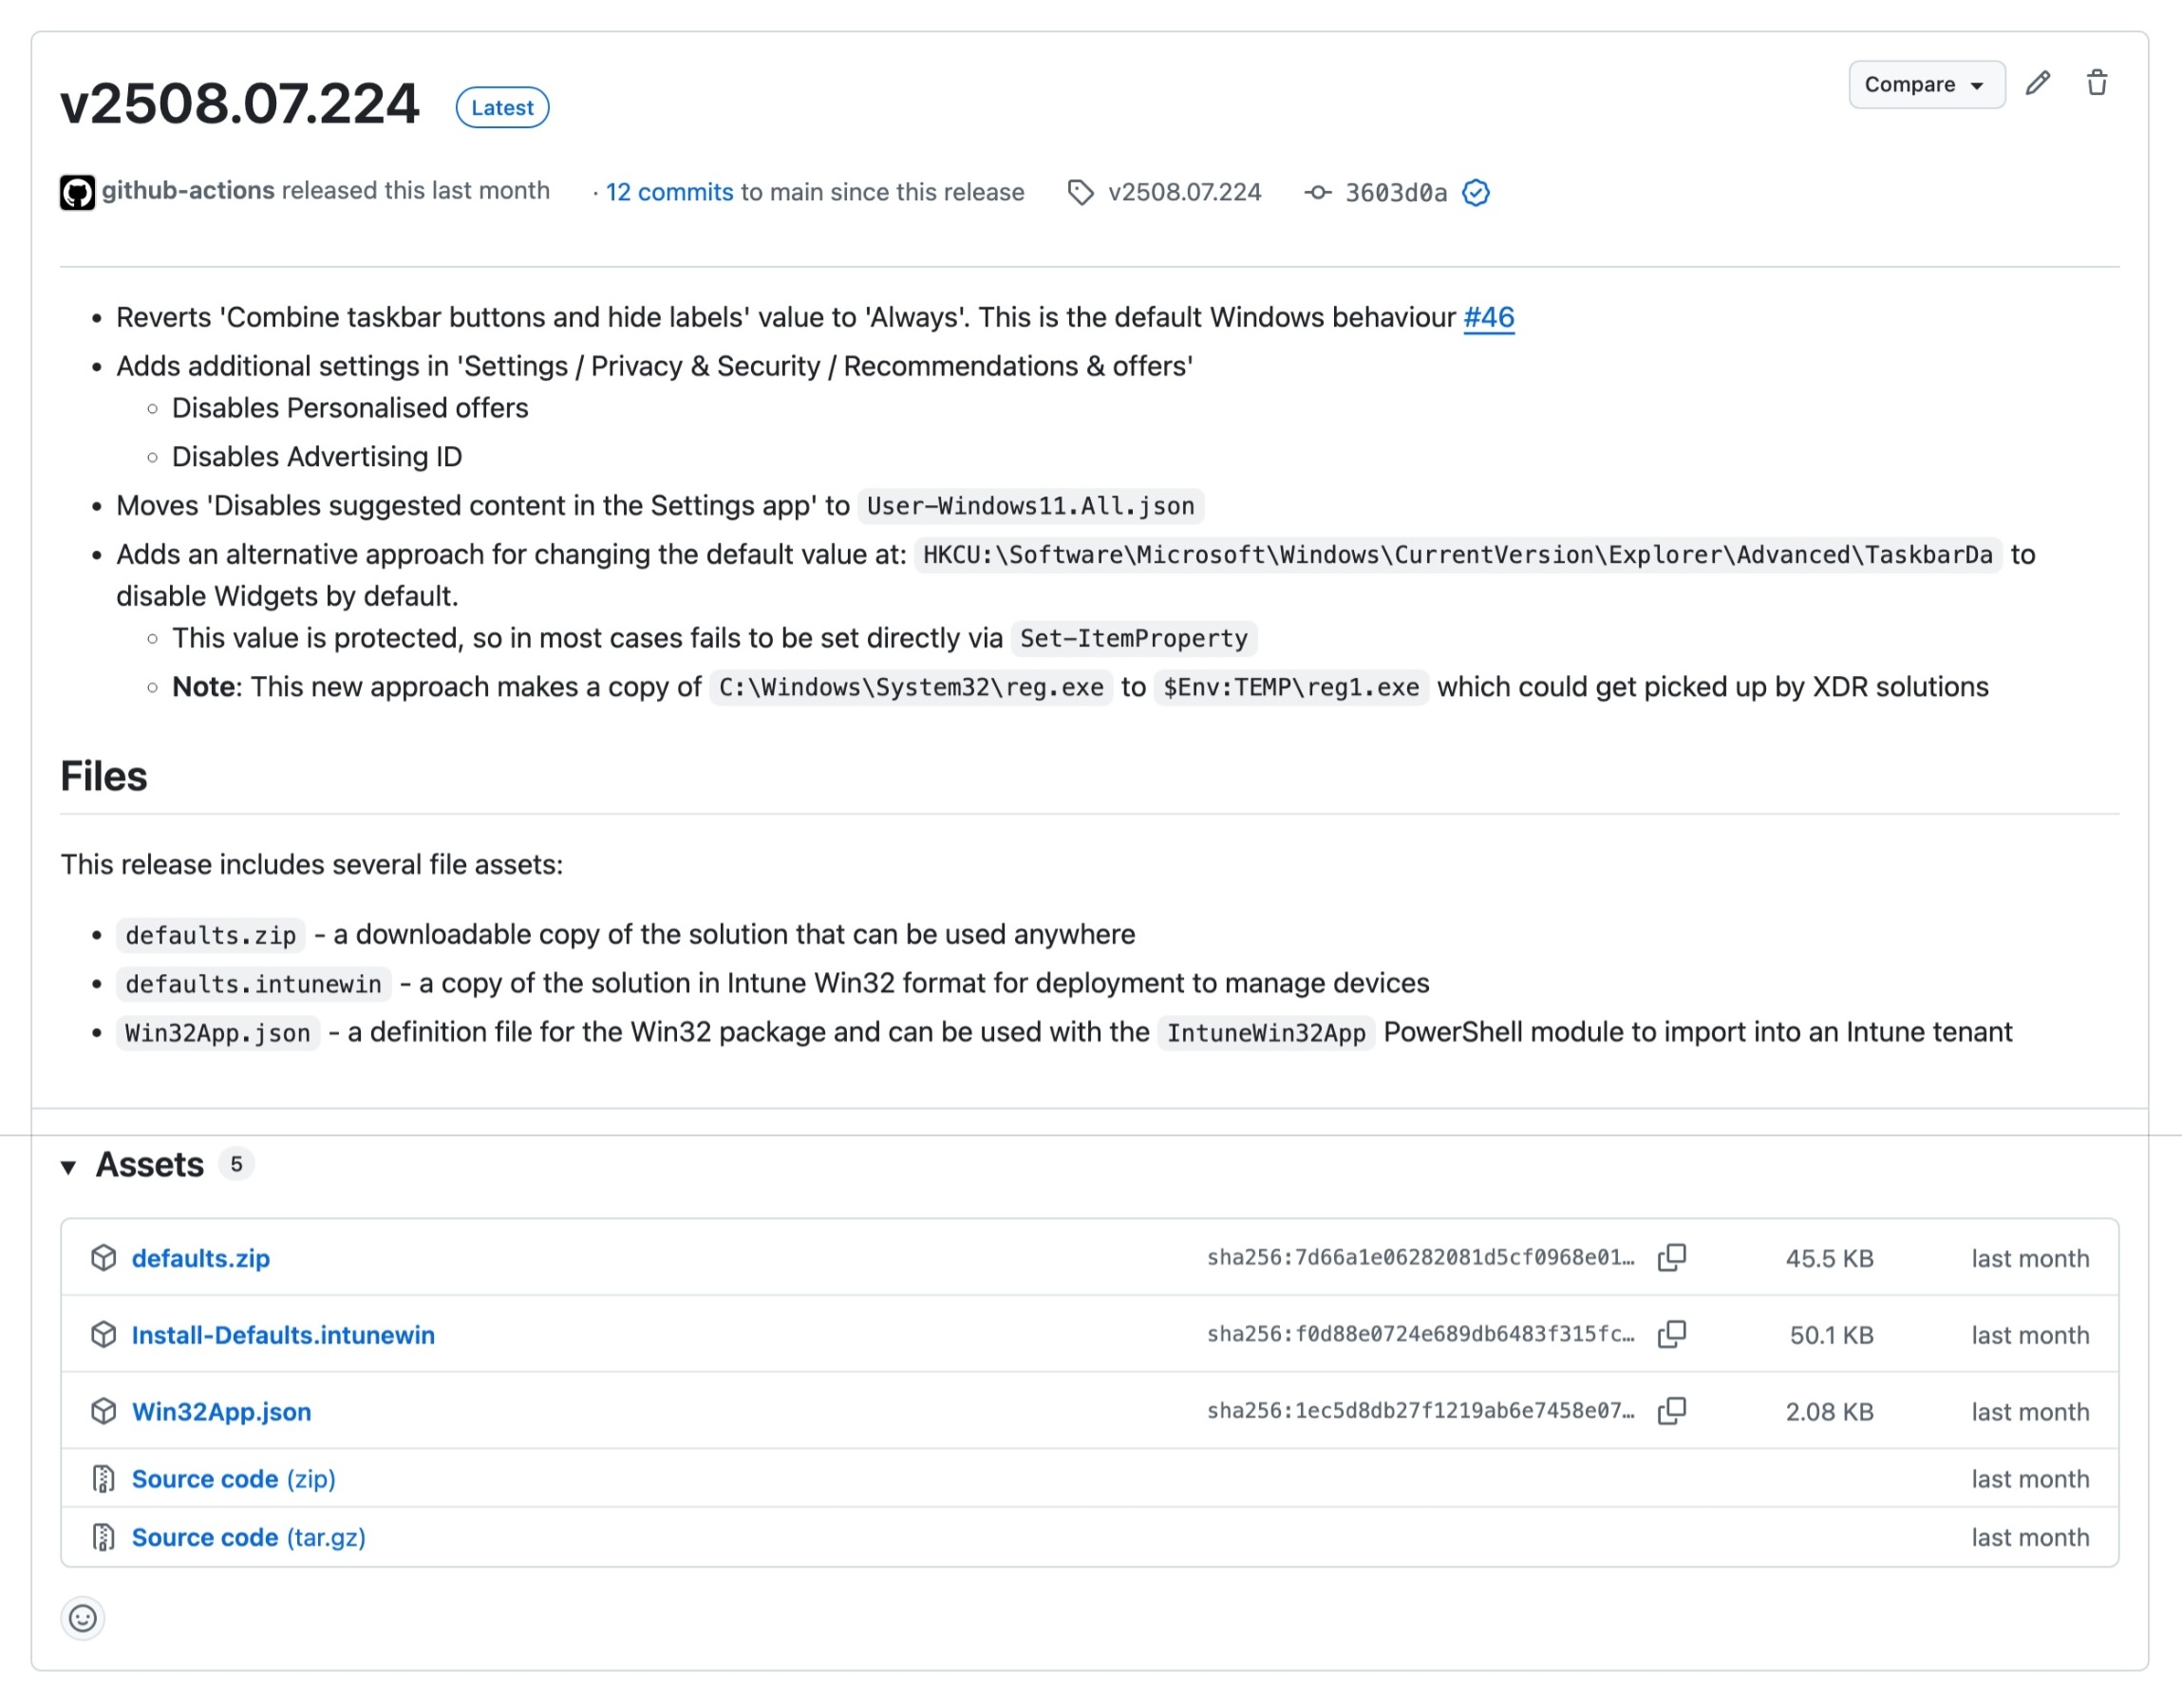 v2508.07.224 Latest Compare
github-actions released this last month · 12 commits to main since this release v2508.07.224 3603d0a
• Reverts 'Combine taskbar buttons and hide labels' value to 'Always'. This is the default Windows behaviour #46
• Adds additional settings in 'Settings / Privacy & Security / Recommendations & offers'
◦ Disables Personalised offers
◦ Disables Advertising ID
• Moves 'Disables suggested content in the Settings app' to User-Windows11.All.json
• Adds an alternative approach for changing the default value at: HKCU:\Software\Microsoft\Windows\CurrentVersion\Explorer\Advanced\TaskbarDa to
disable Widgets by default.
◦ This value is protected, so in most cases fails to be set directly via Set-ItemProperty
◦ Note: This new approach makes a copy of C:\Windows\System32\reg.exe to $Env:TEMP\reg1.exe which could get picked up by XDR solutions
Files
This release includes several file assets:
• defaults.zip - a downloadable copy of the solution that can be used anywhere
• defaults.intunewin - a copy of the solution in Intune Win32 format for deployment to manage devices
• Win32App.json - a definition file for the Win32 package and can be used with the IntuneWin32App PowerShell module to import into an Intune tenant
Assets 5
defaults.zip sha256:7d66a1e06282081d5cf0968e01… 45.5 KB last month
Install-Defaults.intunewin sha256:f0d88e0724e689db6483f315fc… 50.1 KB last month
Win32App.json sha256:1ec5d8db27f1219ab6e7458e07… 2.08 KB last month
Source code (zip) last month
Source code (tar.gz) last month